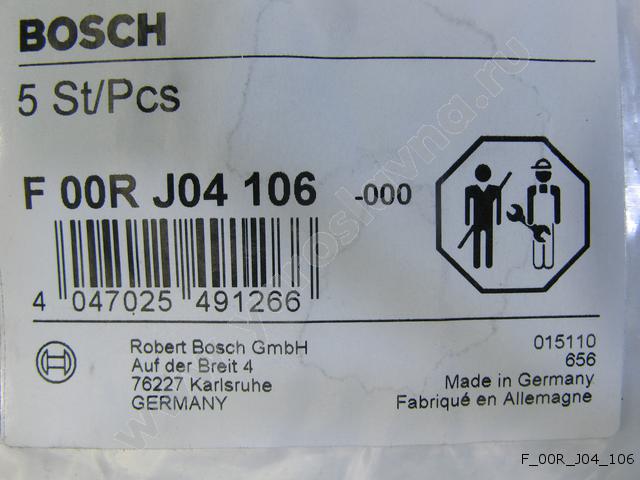 BOSCH
5 St/Pcs
F 00R J04 106 -000
4 047025 491266
Robert Bosch GmbH
Auf der Breit 4
76227 Karlsruhe
GERMANY
015110
656
Made in Germany
Fabriqué en Allemagne
F_00R_J04_106